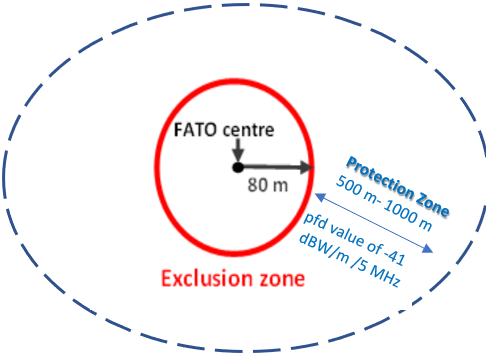 FATO centre
80 m
Protection Zone
500 m- 1000 m
pfd value of -41
dBW/m /5 MHz
Exclusion zone